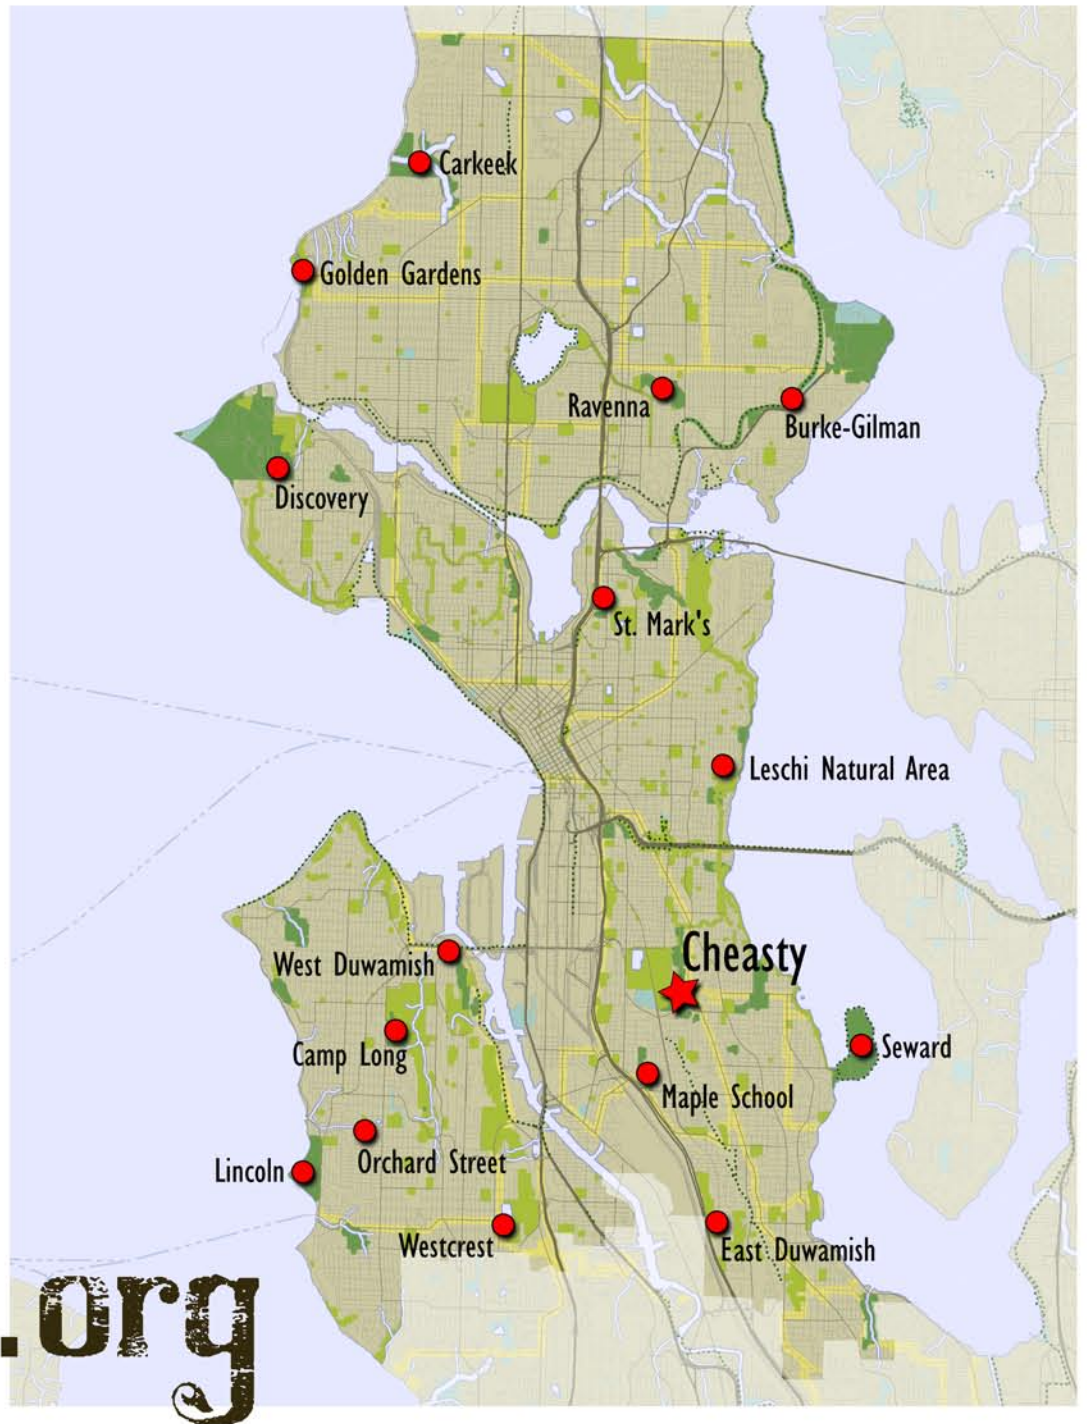 Carkeek
Golden Gardens
Ravenna
Burke-Gilman
Discovery
St. Mark's
Leschi Natural Area
Cheasty
West Duwamish
Camp Long
Seward
Maple School
Orchard Street
Lincoln
Westcrest
East Duwamish
.org